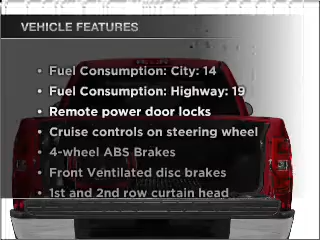 VEHICLE FEATURES
• Fuel Consumption: City: 14
• Fuel Consumption: Highway: 19
• Remote power door locks
• Cruise controls on steering wheel
• 4-wheel ABS Brakes
• Front Ventilated disc brakes
• 1st and 2nd row curtain head